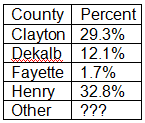 County Percent
Clayton 29.3%
Dekalb 12.1%
Fayette 1.7%
Henry 32.8%
Other ???